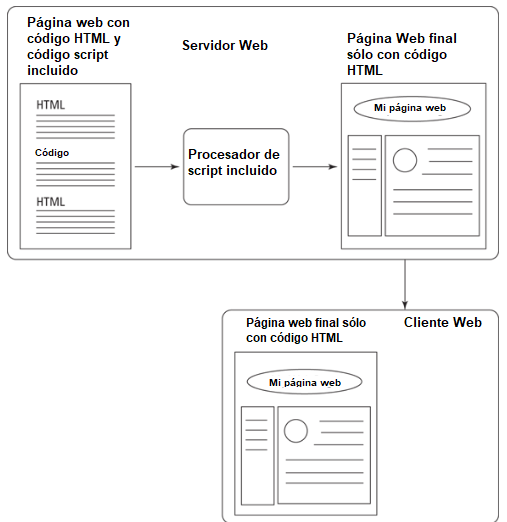 Página web con
código HTML y
código script
incluido
Servidor Web
Página Web final
sólo con código
HTML
HTML
Código
HTML
Procesador de
script incluido
Mi página web
Página web final sólo
con código HTML
Cliente Web
Mi página web